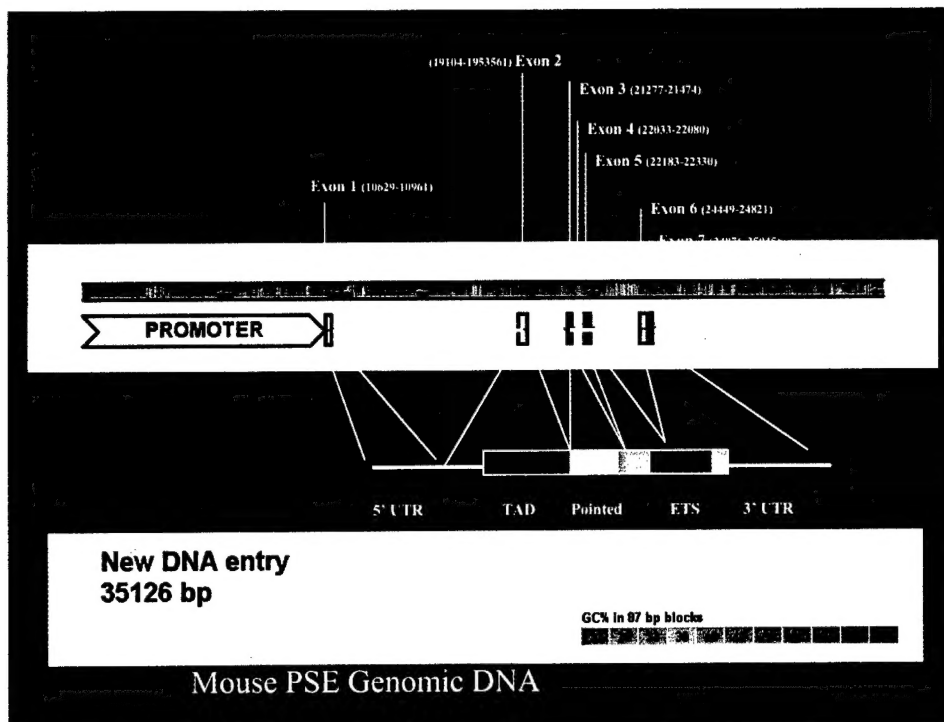 (19104-1953561) Exon 2
Exon 3 (21277-21474)
Exon 4 (22033-22080)
Exon 5 (22183-22330)
Exon 1 (10629-10961)
Exon 6 (24449-24821)
Exon 7
PROMOTER
5' UTR TAD Pointed ETS 3' UTR
New DNA entry
35126 bp
GC% in 87 bp blocks
Mouse PSE Genomic DNA